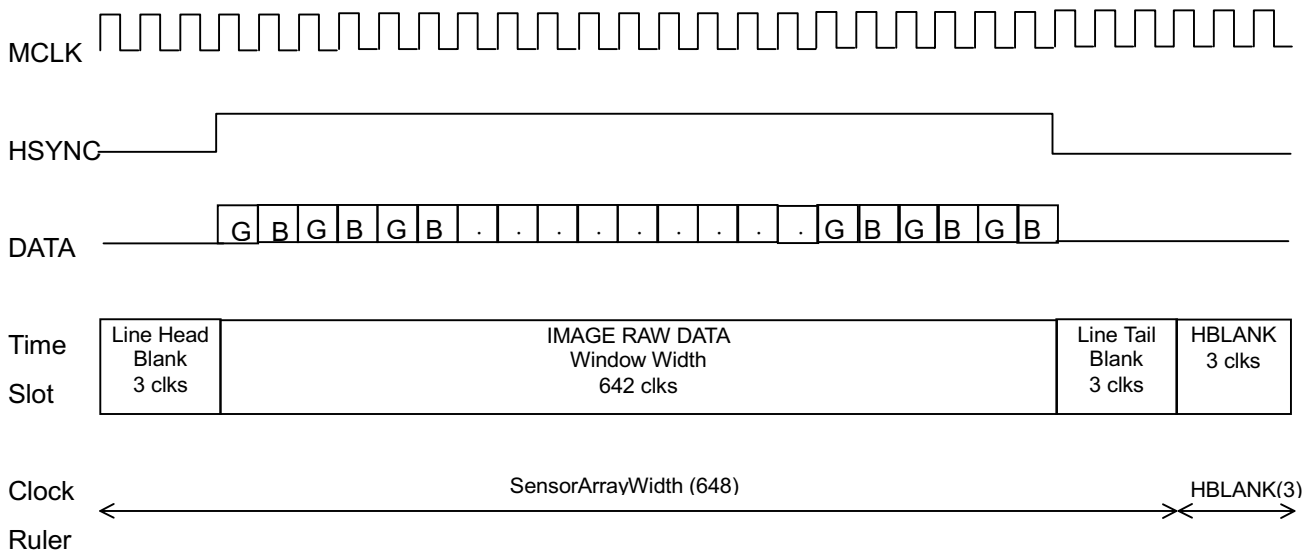 MCLK
HSYNC
DATA
G B G B G B . . . . . . . . . G B G B G B
Time
Slot
Line Head
Blank
3 clks
IMAGE RAW DATA
Window Width
642 clks
Line Tail
Blank
3 clks
HBLANK
3 clks
Clock
Ruler
SensorArrayWidth (648)
HBLANK(3)